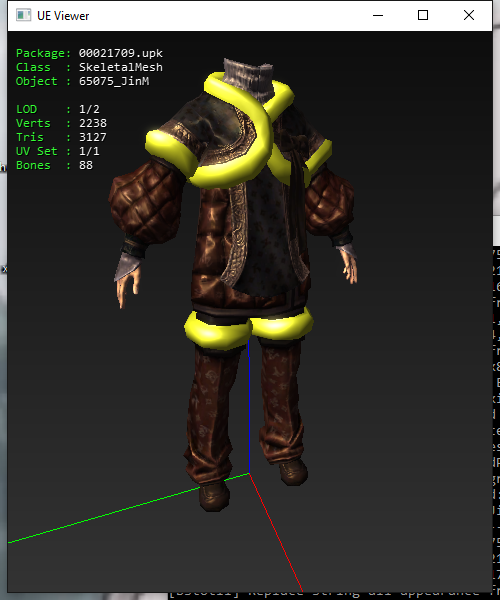 UE Viewer
Package: 00021709.upk
Class : SkeletalMesh
Object : 65075_JinM
LOD : 1/2
Verts : 2238
Tris : 3127
UV Set : 1/1
Bones : 88